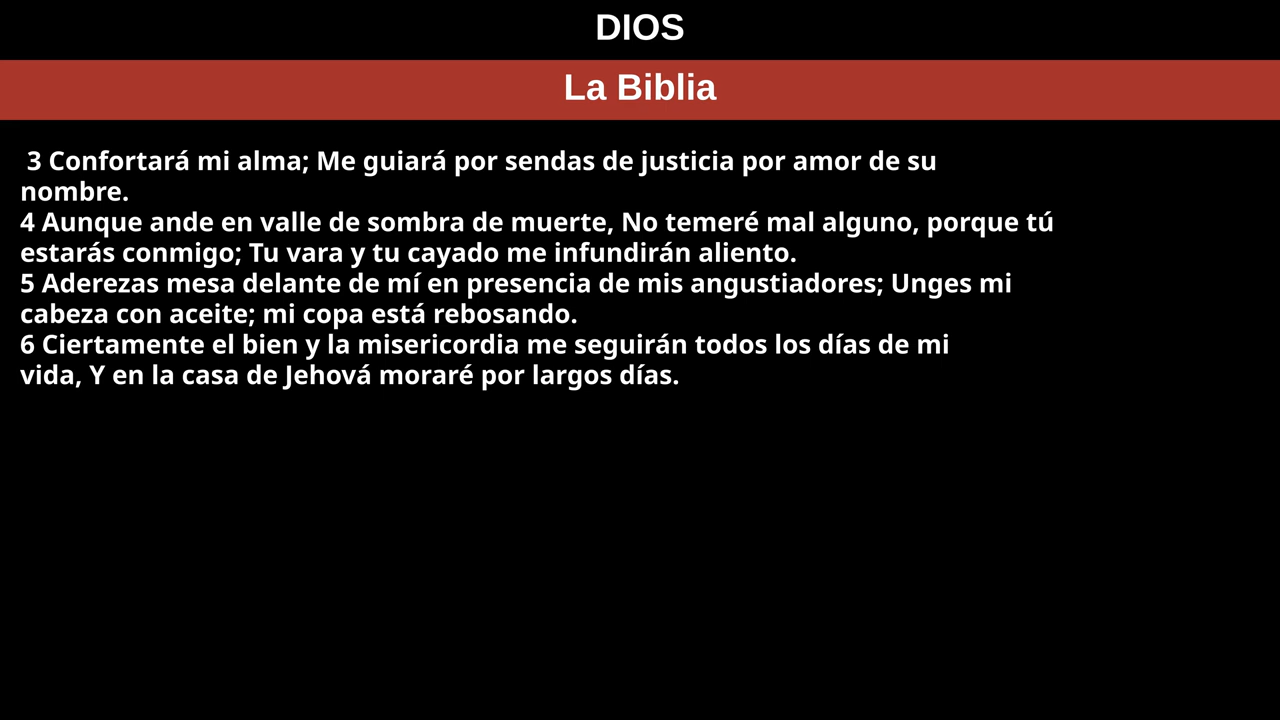 DIOS
La Biblia
3 Confortará mi alma; Me guiará por sendas de justicia por amor de su
nombre.
4 Aunque ande en valle de sombra de muerte, No temeré mal alguno, porque tú
estarás conmigo; Tu vara y tu cayado me infundirán aliento.
5 Aderezas mesa delante de mí en presencia de mis angustiadores; Unges mi
cabeza con aceite; mi copa está rebosando.
6 Ciertamente el bien y la misericordia me seguirán todos los días de mi
vida, Y en la casa de Jehová moraré por largos días.